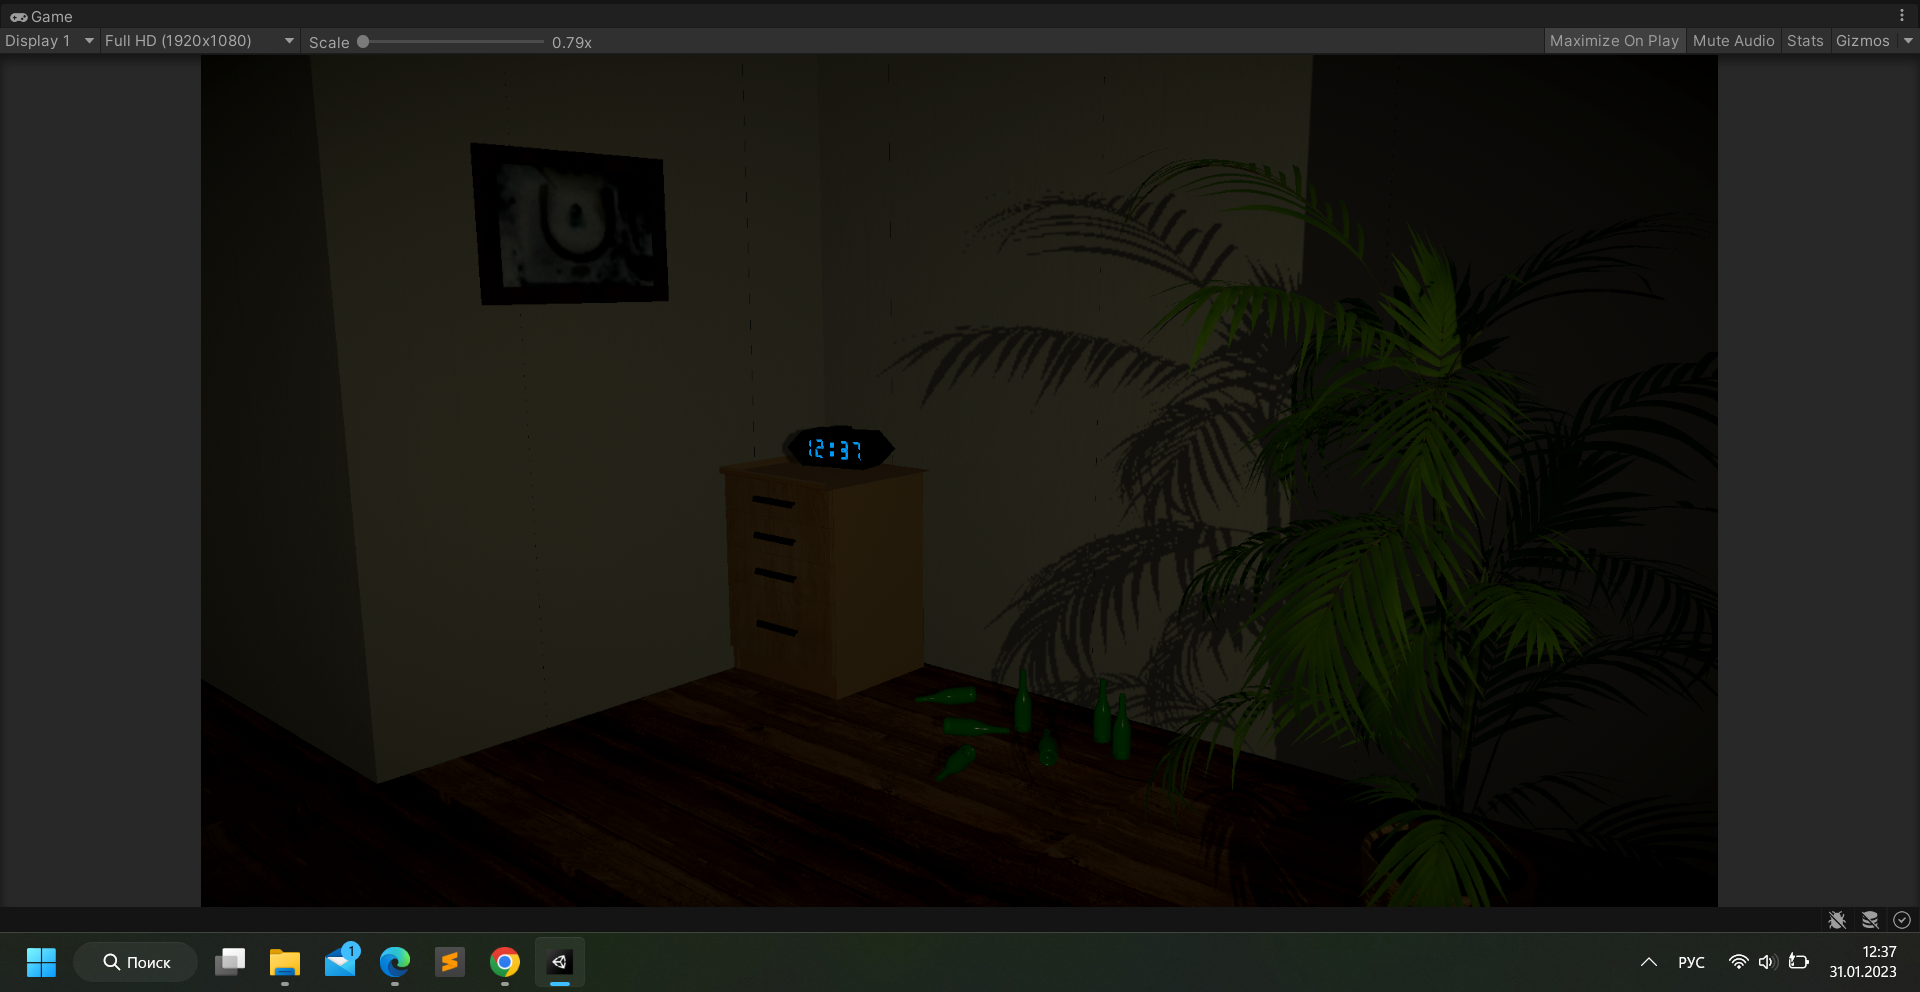 Game
Display 1 Full HD (1920x1080) Scale 0.79x Maximize On Play Mute Audio Stats Gizmos
12:37
1
Поиск
РУС
12:37
31.01.2023